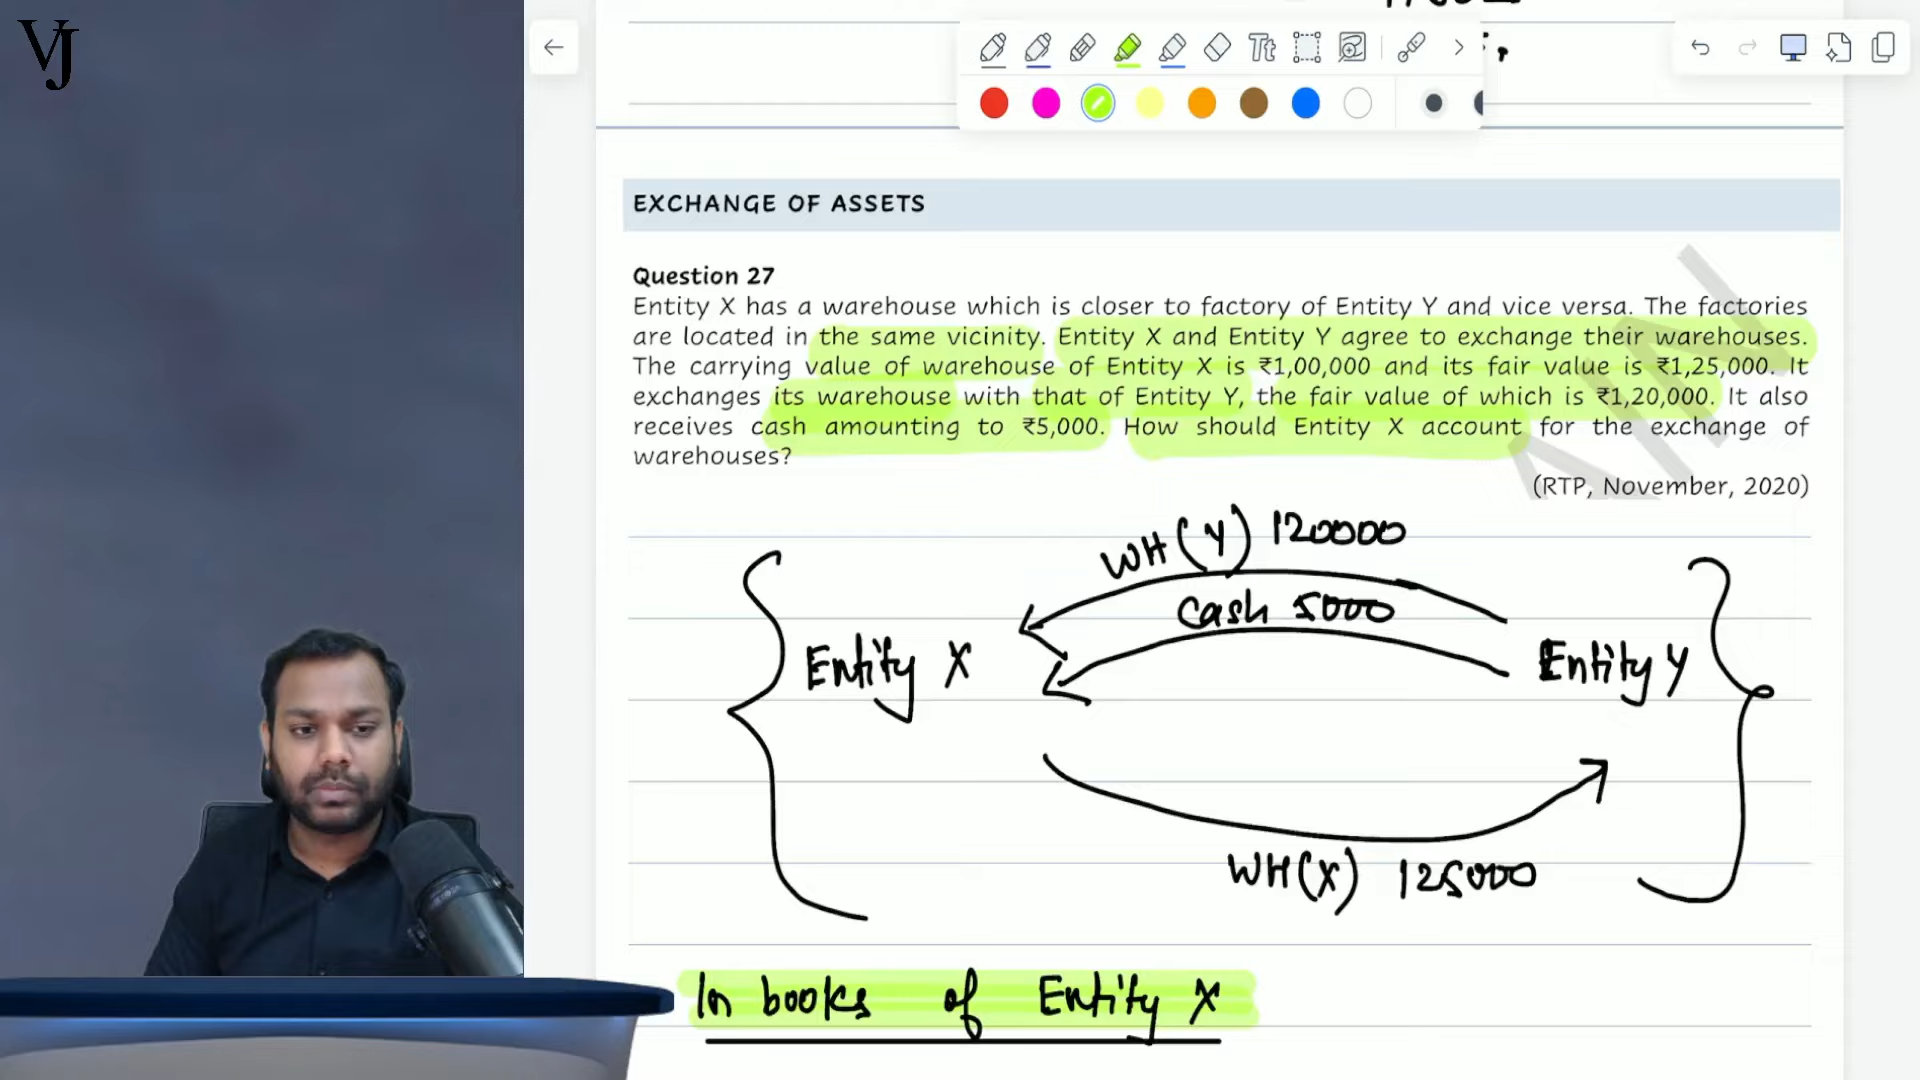 VJ
Tt
EXCHANGE OF ASSETS
Question 27
Entity X has a warehouse which is closer to factory of Entity Y and vice versa. The factories
are located in the same vicinity. Entity X and Entity Y agree to exchange their warehouses.
The carrying value of warehouse of Entity X is ₹1,00,000 and its fair value is ₹1,25,000. It
exchanges its warehouse with that of Entity Y, the fair value of which is ₹1,20,000. It also
receives cash amounting to ₹5,000. How should Entity X account for the exchange of
warehouses?
(RTP, November, 2020)
WH (Y) 120000
Cash 5000
Entity X
Entity Y
WH(X) 125000
In books of Entity X